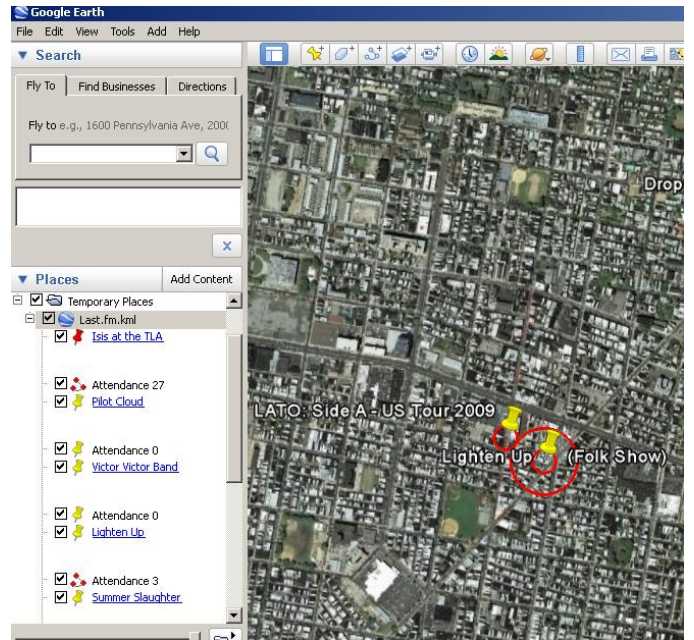 Google Earth
File Edit View Tools Add Help
Search
Fly To Find Businesses Directions
Fly to e.g., 1600 Pennsylvania Ave, 200
Places Add Content
Temporary Places
Last.fm.kml
Isis at the TLA
Attendance 27
Pilot Cloud
Attendance 0
Victor Victor Band
Attendance 0
Lighten Up
Attendance 3
Summer Slaughter
Drop
LATO: Side A - US Tour 2009
Lighten Up (Folk Show)